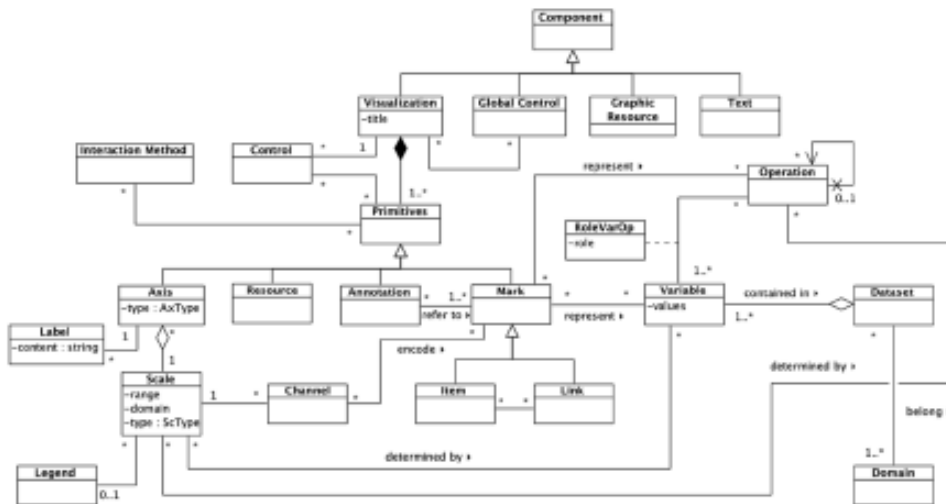 Component
Visualization
-title
Global Control
Graphic
Resource
Text
Interaction Method
Control
*
1
*
*
*
*
1..*
*
*
represent
*
*
Operation
0..1
*
*
Primitives
RoleVarOp
-role
1..*
Axis
-type : AxType
Resource
Annotation
*
1..*
refer to
Mark
*
*
*
represent
Variable
-values
contained in
1..*
Dataset
Label
-content : string
1
*
*
1
encode
*
*
determined by
Scale
-range
-domain
-type : ScType
1
*
Channel
*
Item
*
*
Link
belong
*
*
*
determined by
1..*
Legend
0..1
Domain